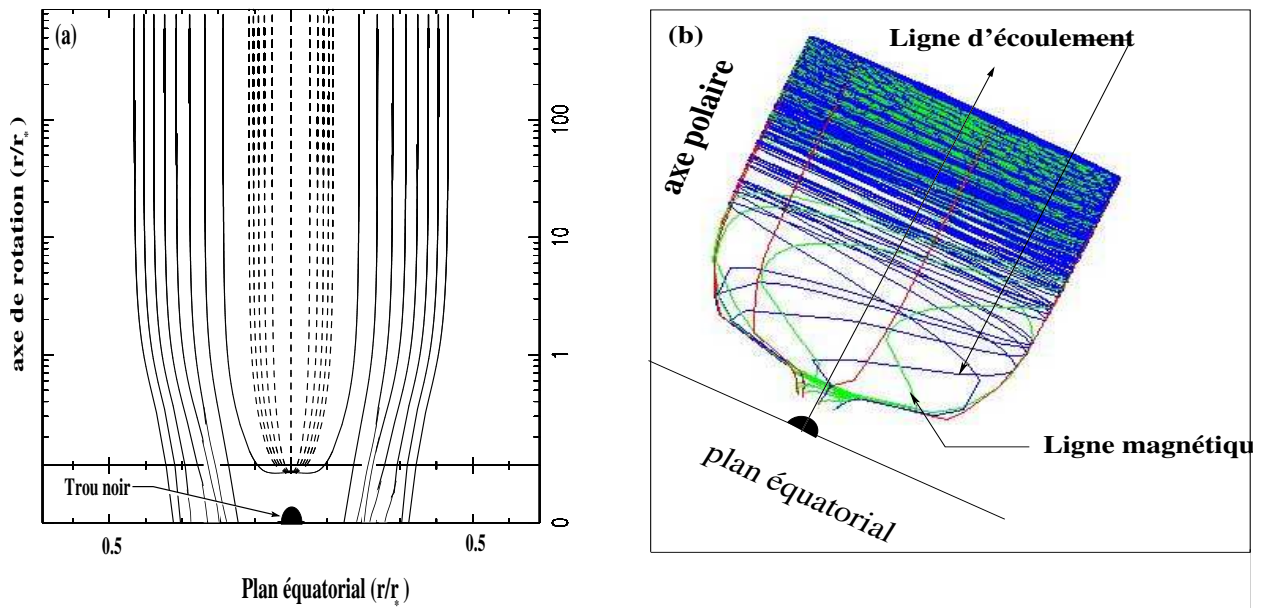 (a)
axe de rotation (r/r*)
100
10
1
0
Trou noir
0.5
0.5
Plan équatorial (r/r*)
(b)
Ligne d'écoulement
axe polaire
Ligne magnétiqu
plan équatorial